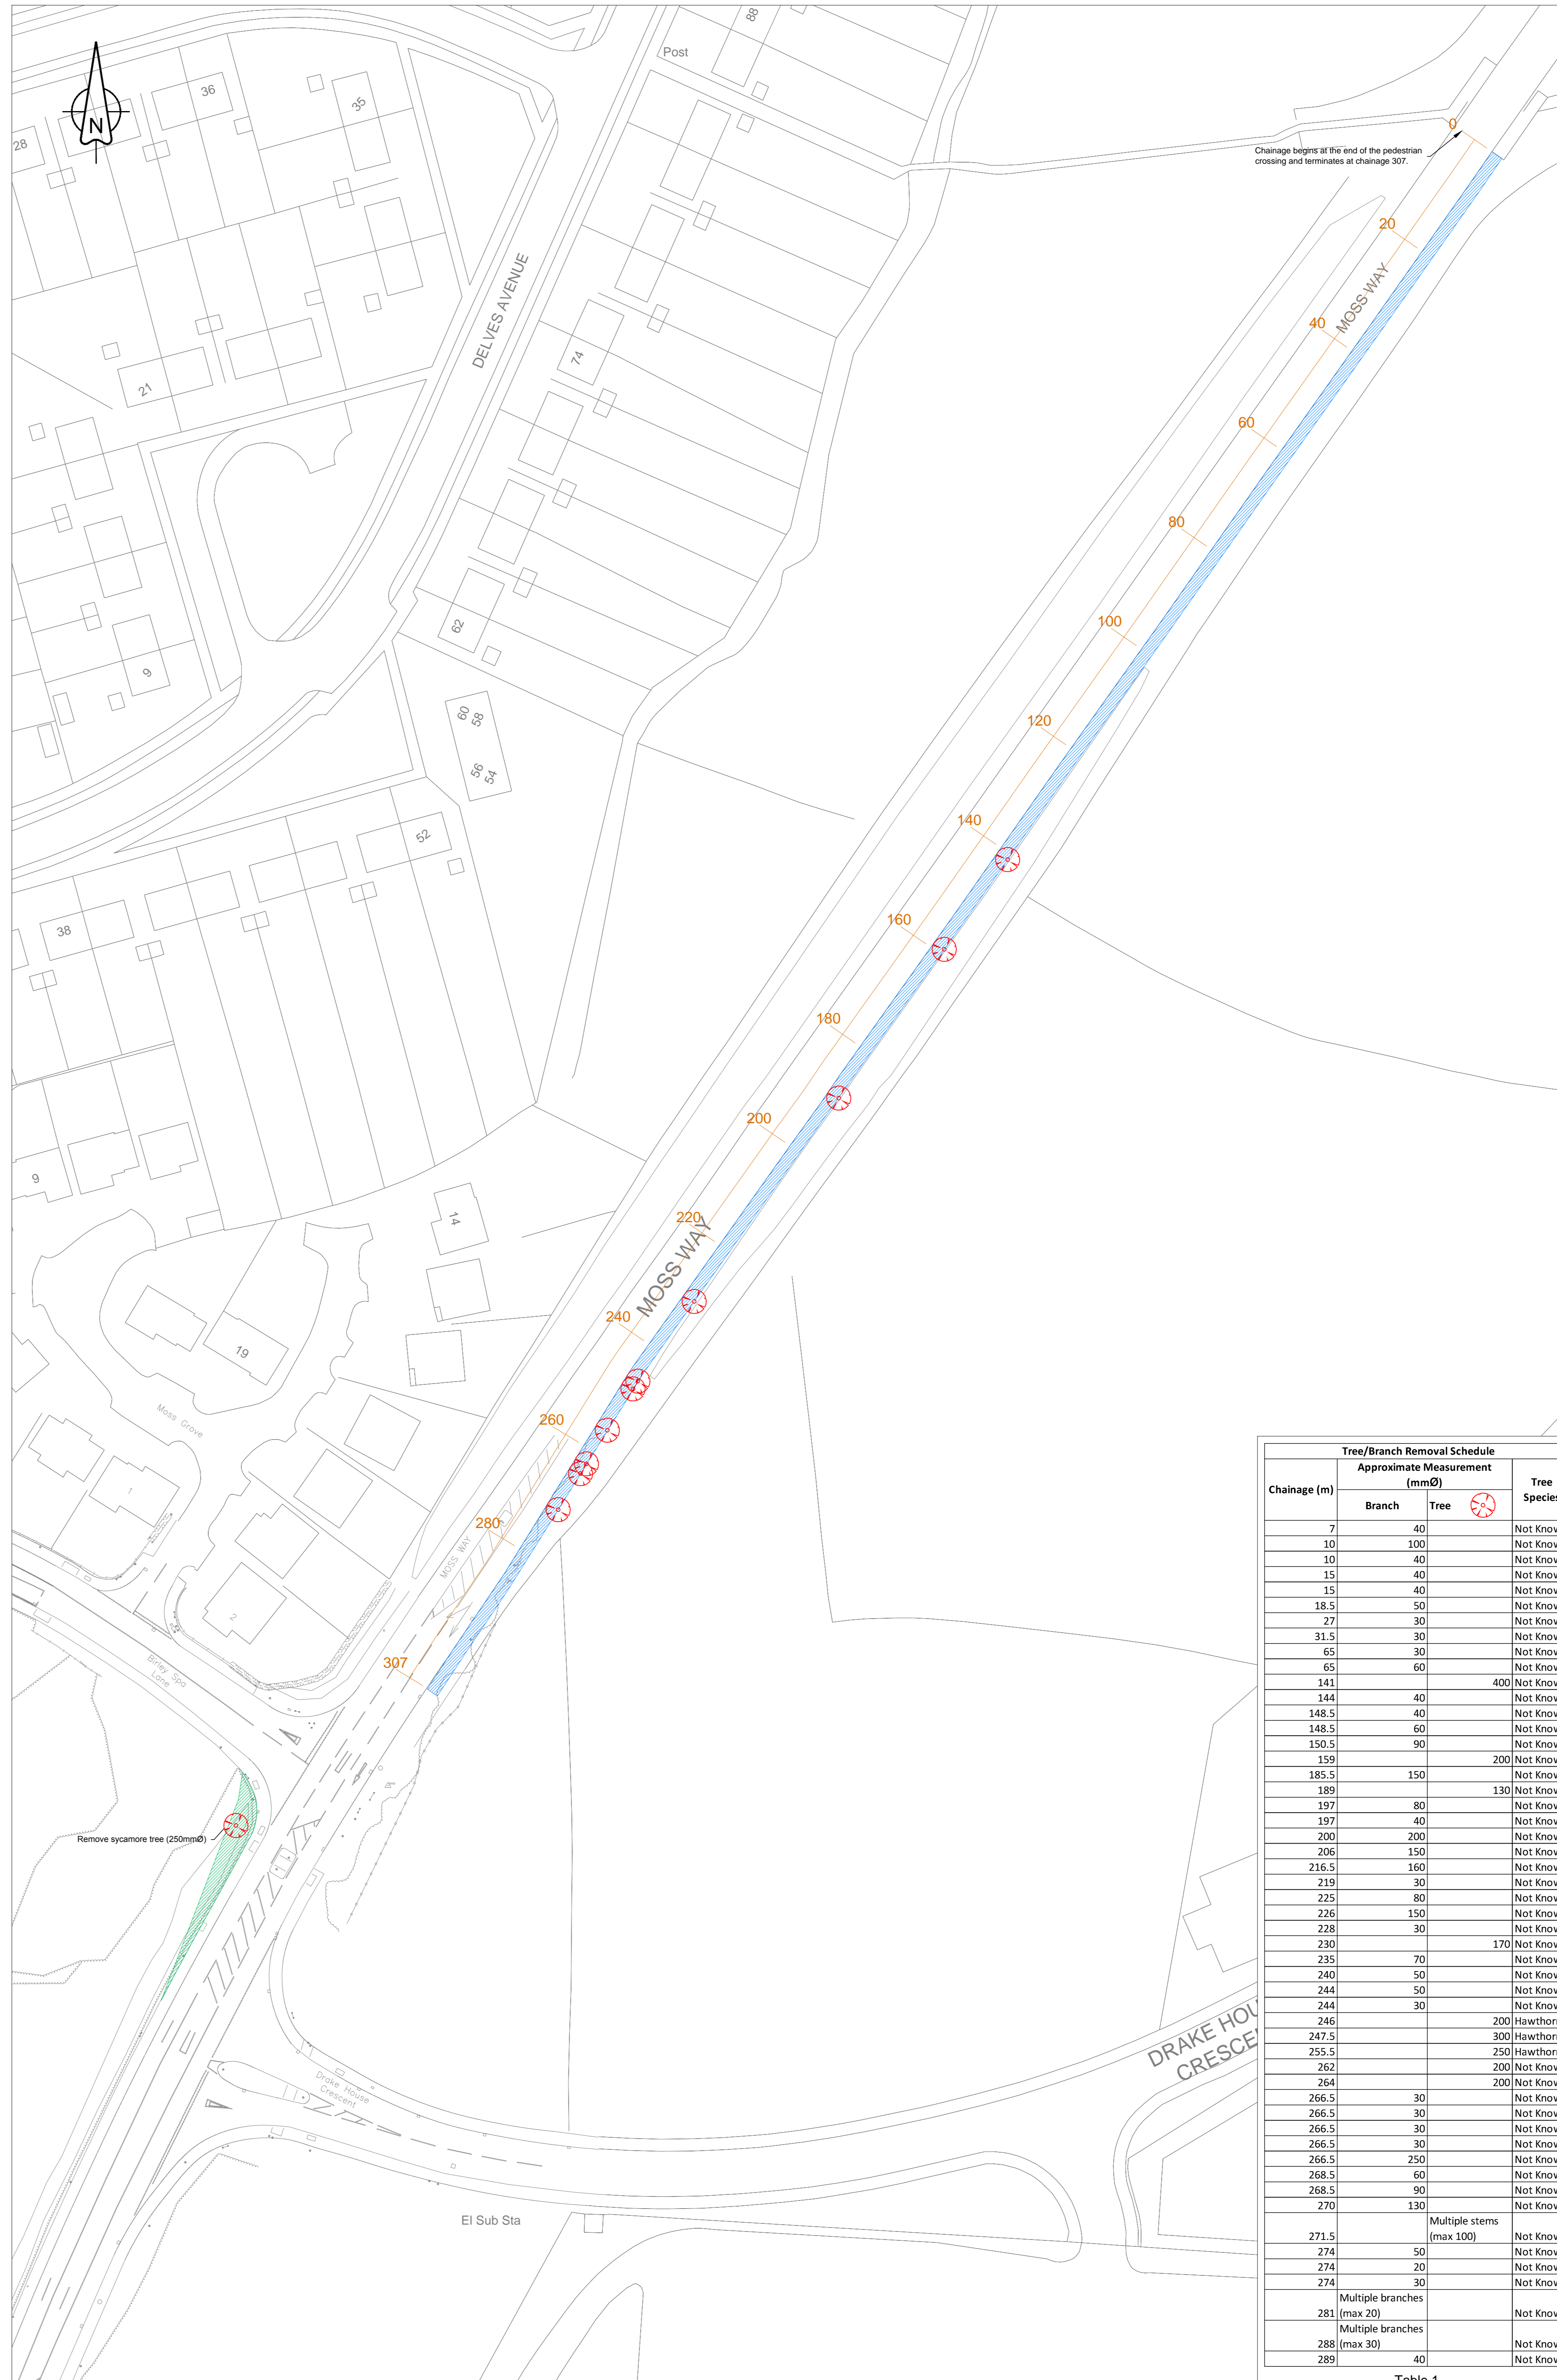 88
Post
36
35
28
N
0
Chainage begins at the end of the pedestrian
crossing and terminates at chainage 307.
20
MOSS WAY
40
DELVES AVENUE
74
21
60
80
62
100
9
60
58
56
54
120
52
140
38
160
180
200
9
14
220
MOSS WAY
240
19
Moss Grove
260
1
280
MOSS WAY
2
307
Birley Spa
Lane
Remove sycamore tree (250mmØ)
DRAKE HOU
CRESCE
Drake House
Crescent
El Sub Sta
Tree/Branch Removal Schedule
Chainage (m) Approximate Measurement (mmØ) Tree Species
Branch Tree
7 40 Not Know
10 100 Not Know
10 40 Not Know
15 40 Not Know
15 40 Not Know
18.5 50 Not Know
27 30 Not Know
31.5 30 Not Know
65 30 Not Know
65 60 Not Know
141 400 Not Know
144 40 Not Know
148.5 40 Not Know
148.5 60 Not Know
150.5 90 Not Know
159 200 Not Know
185.5 150 Not Know
189 130 Not Know
197 80 Not Know
197 40 Not Know
200 200 Not Know
206 150 Not Know
216.5 160 Not Know
219 30 Not Know
225 80 Not Know
226 150 Not Know
228 30 Not Know
230 170 Not Know
235 70 Not Know
240 50 Not Know
244 50 Not Know
244 30 Not Know
246 200 Hawthorn
247.5 300 Hawthorn
255.5 250 Hawthorn
262 200 Not Know
264 200 Not Know
266.5 30 Not Know
266.5 30 Not Know
266.5 30 Not Know
266.5 30 Not Know
266.5 250 Not Know
268.5 60 Not Know
268.5 90 Not Know
270 130 Not Know
271.5 Multiple stems (max 100) Not Know
274 50 Not Know
274 20 Not Know
274 30 Not Know
281 Multiple branches (max 20) Not Know
288 Multiple branches (max 30) Not Know
289 40 Not Know
Table 1